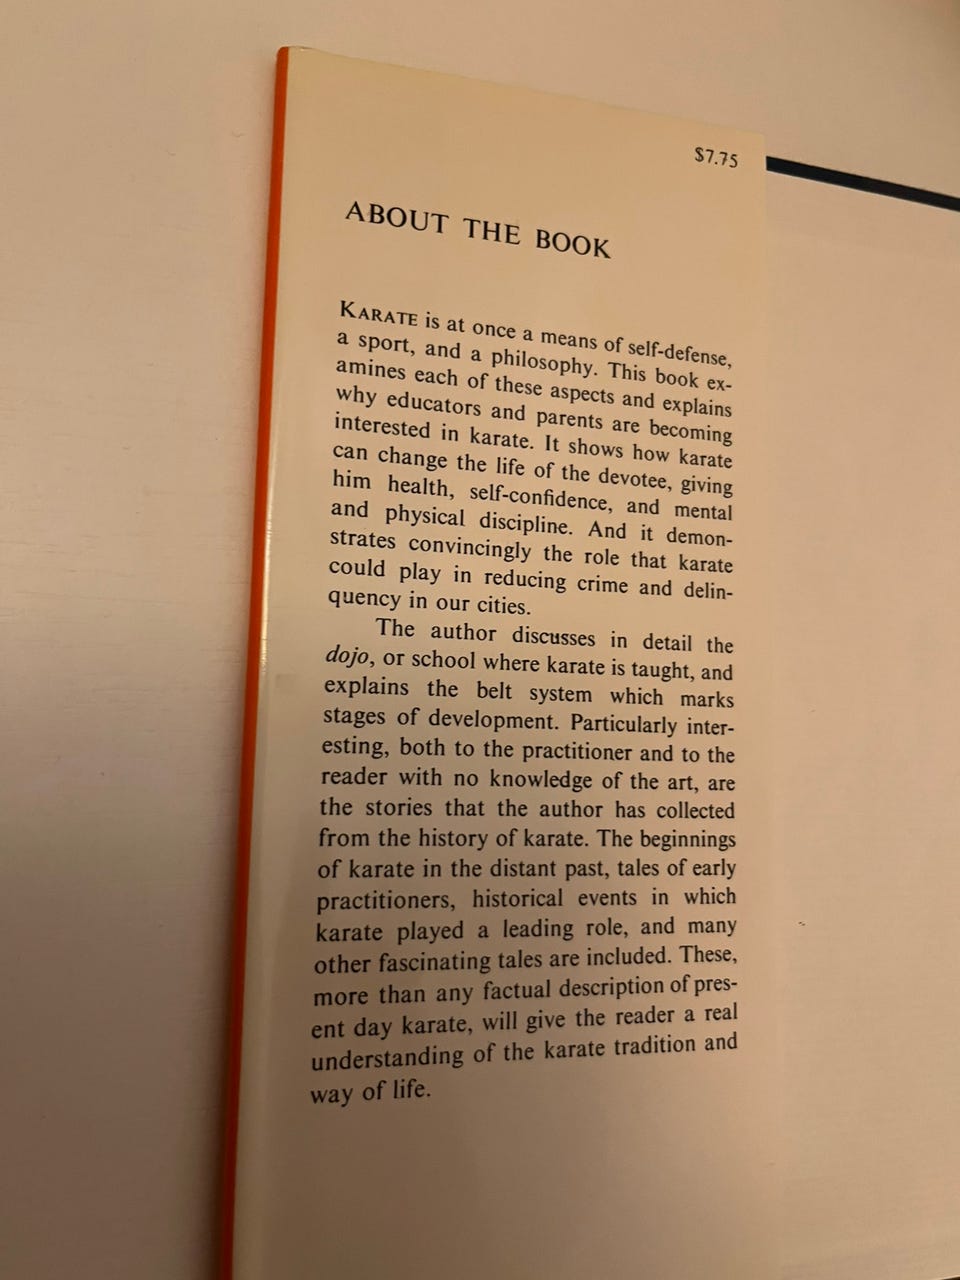 $7.75
ABOUT THE BOOK
KARATE is at once a means of self-defense,
a sport, and a philosophy. This book ex-
amines each of these aspects and explains
why educators and parents are becoming
interested in karate. It shows how karate
can change the life of the devotee, giving
him health, self-confidence, and mental
and physical discipline. And it demon-
strates convincingly the role that karate
could play in reducing crime and delin-
quency in our cities.
The author discusses in detail the
dojo, or school where karate is taught, and
explains the belt system which marks
stages of development. Particularly inter-
esting, both to the practitioner and to the
reader with no knowledge of the art, are
the stories that the author has collected
from the history of karate. The beginnings
of karate in the distant past, tales of early
practitioners, historical events in which
karate played a leading role, and many
other fascinating tales are included. These,
more than any factual description of pres-
ent day karate, will give the reader a real
understanding of the karate tradition and
way of life.